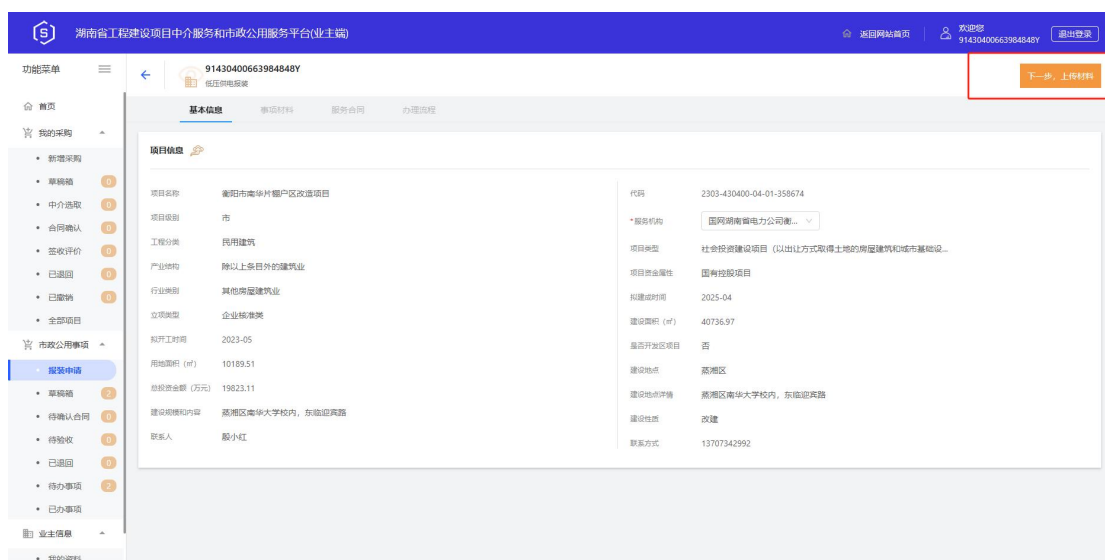 湖南省工程建设项目中介服务和市政公用服务平台(业主端)
返回网站首页
欢迎您
91430400663984848Y
退出登录
功能菜单
91430400663984848Y
低压供电报装
下一步，上传材料
首页
基本信息 事项材料 服务合同 办理流程
我的采购
新增采购
草稿箱 0
中介选取 0
合同确认 0
签收评价 0
已退回 0
已撤销 0
全部项目
市政公用事项
报装申请
草稿箱 2
待确认合同 0
待验收 0
已退回 0
待办事项 2
已办事项
业主信息
我的资料
项目信息
项目名称 衡阳市南华片棚户区改造项目
项目级别 市
工程分类 民用建筑
产业结构 除以上条目外的建筑业
行业类别 其他房屋建筑业
立项类型 企业核准类
拟开工时间 2023-05
用地面积 (㎡) 10189.51
总投资金额 (万元) 19823.11
建设规模和内容 蒸湘区南华大学校内，东临迎宾路
联系人 殷小红
代码 2303-430400-04-01-358674
*服务机构 国网湖南省电力公司衡...
项目类型 社会投资建设项目（以出让方式取得土地的房屋建筑和城市基础设...
项目资金属性 国有控股项目
拟建成时间 2025-04
建设面积 (㎡) 40736.97
是否开发区项目 否
建设地点 蒸湘区
建设地点详情 蒸湘区南华大学校内，东临迎宾路
建设性质 改建
联系方式 13707342992